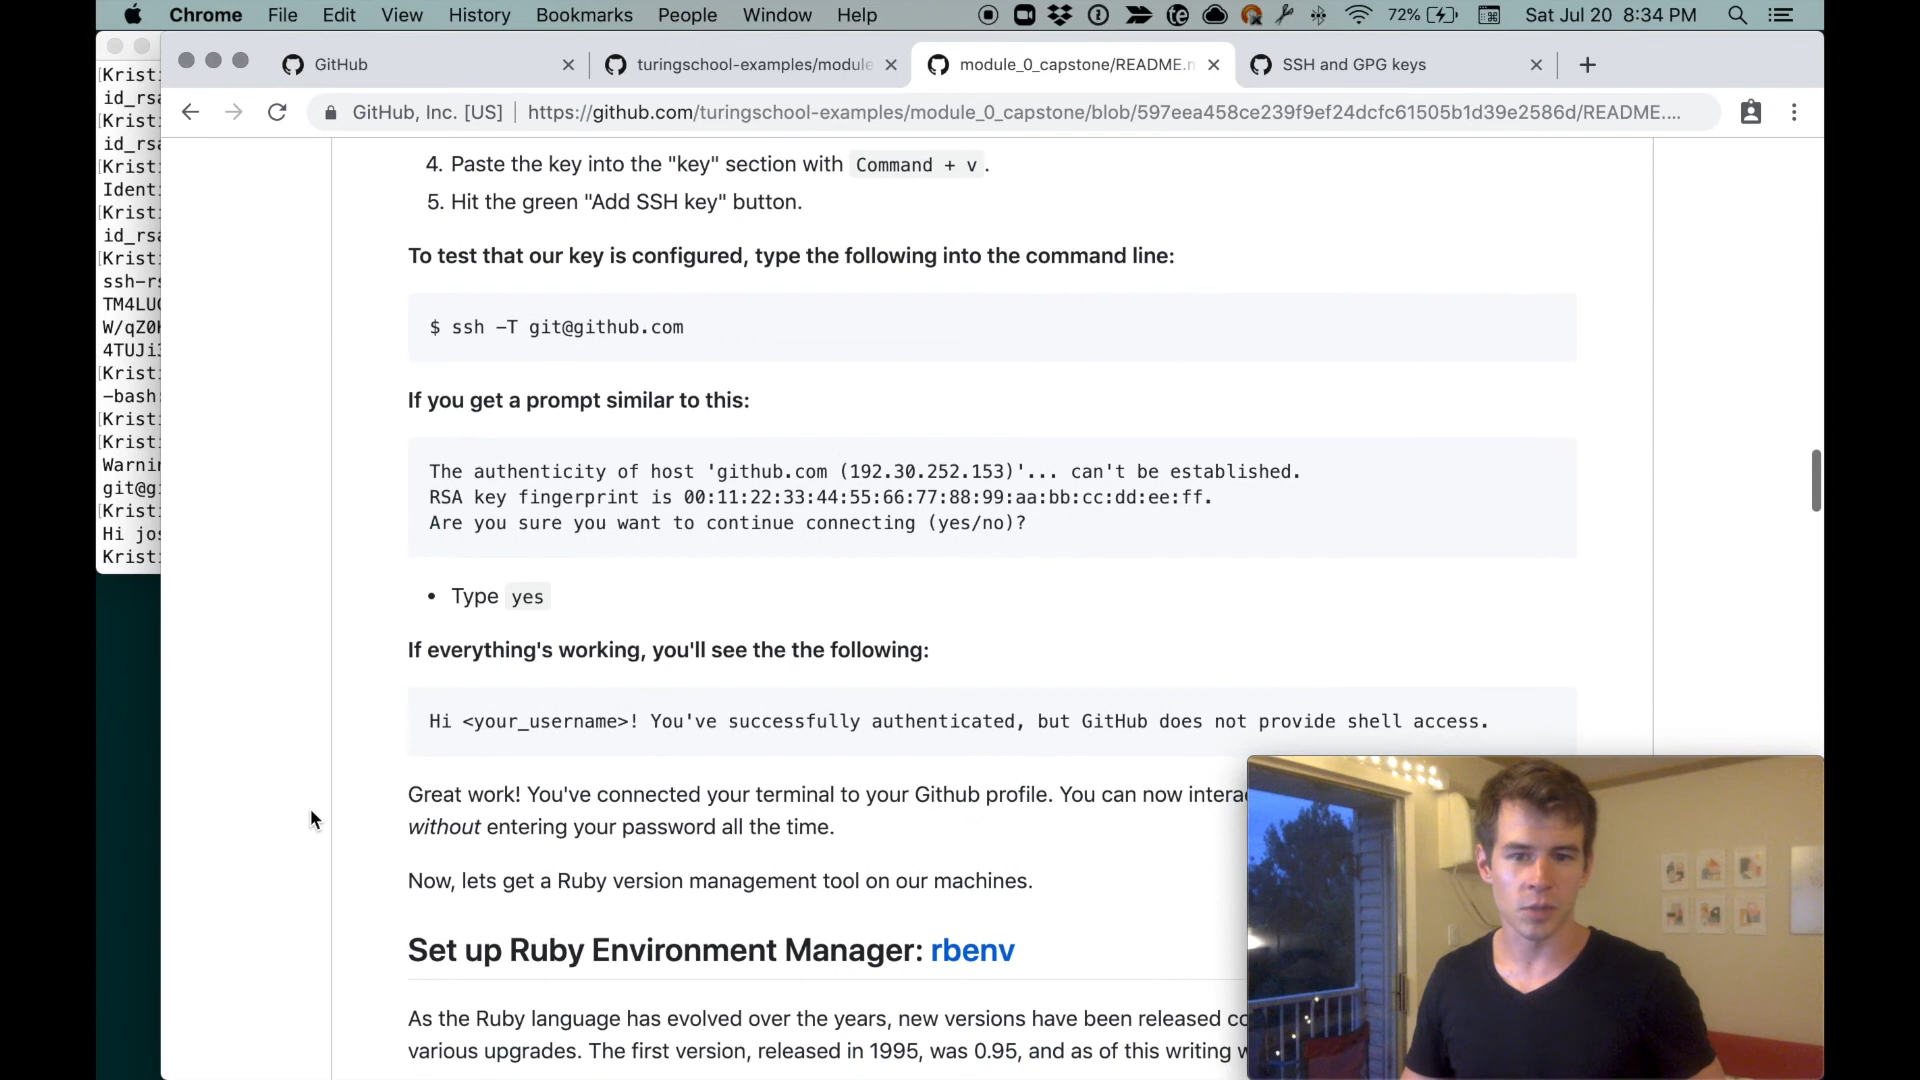 Chrome File Edit View History Bookmarks People Window Help 72% Sat Jul 20 8:34 PM
GitHub turingschool-examples/module module_0_capstone/README.m SSH and GPG keys
GitHub, Inc. [US] https://github.com/turingschool-examples/module_0_capstone/blob/597eea458ce239f9ef24dcfc61505b1d39e2586d/README....
[Krist
id_rsa
[Krist
id_rsa
[Krist
Ident
[Krist
id_rsa
[Krist
ssh-rs
TM4LU
W/qZ0
4TUJi
[Krist
-bash
[Krist
[Krist
Warnin
git@g
[Krist
Hi jos
Krist
4. Paste the key into the "key" section with Command + v.
5. Hit the green "Add SSH key" button.
To test that our key is configured, type the following into the command line:
$ ssh -T git@github.com
If you get a prompt similar to this:
The authenticity of host 'github.com (192.30.252.153)'... can't be established.
RSA key fingerprint is 00:11:22:33:44:55:66:77:88:99:aa:bb:cc:dd:ee:ff.
Are you sure you want to continue connecting (yes/no)?
• Type yes
If everything's working, you'll see the the following:
Hi <your_username>! You've successfully authenticated, but GitHub does not provide shell access.
Great work! You've connected your terminal to your Github profile. You can now intera
without entering your password all the time.
Now, lets get a Ruby version management tool on our machines.
Set up Ruby Environment Manager: rbenv
As the Ruby language has evolved over the years, new versions have been released co
various upgrades. The first version, released in 1995, was 0.95, and as of this writing w